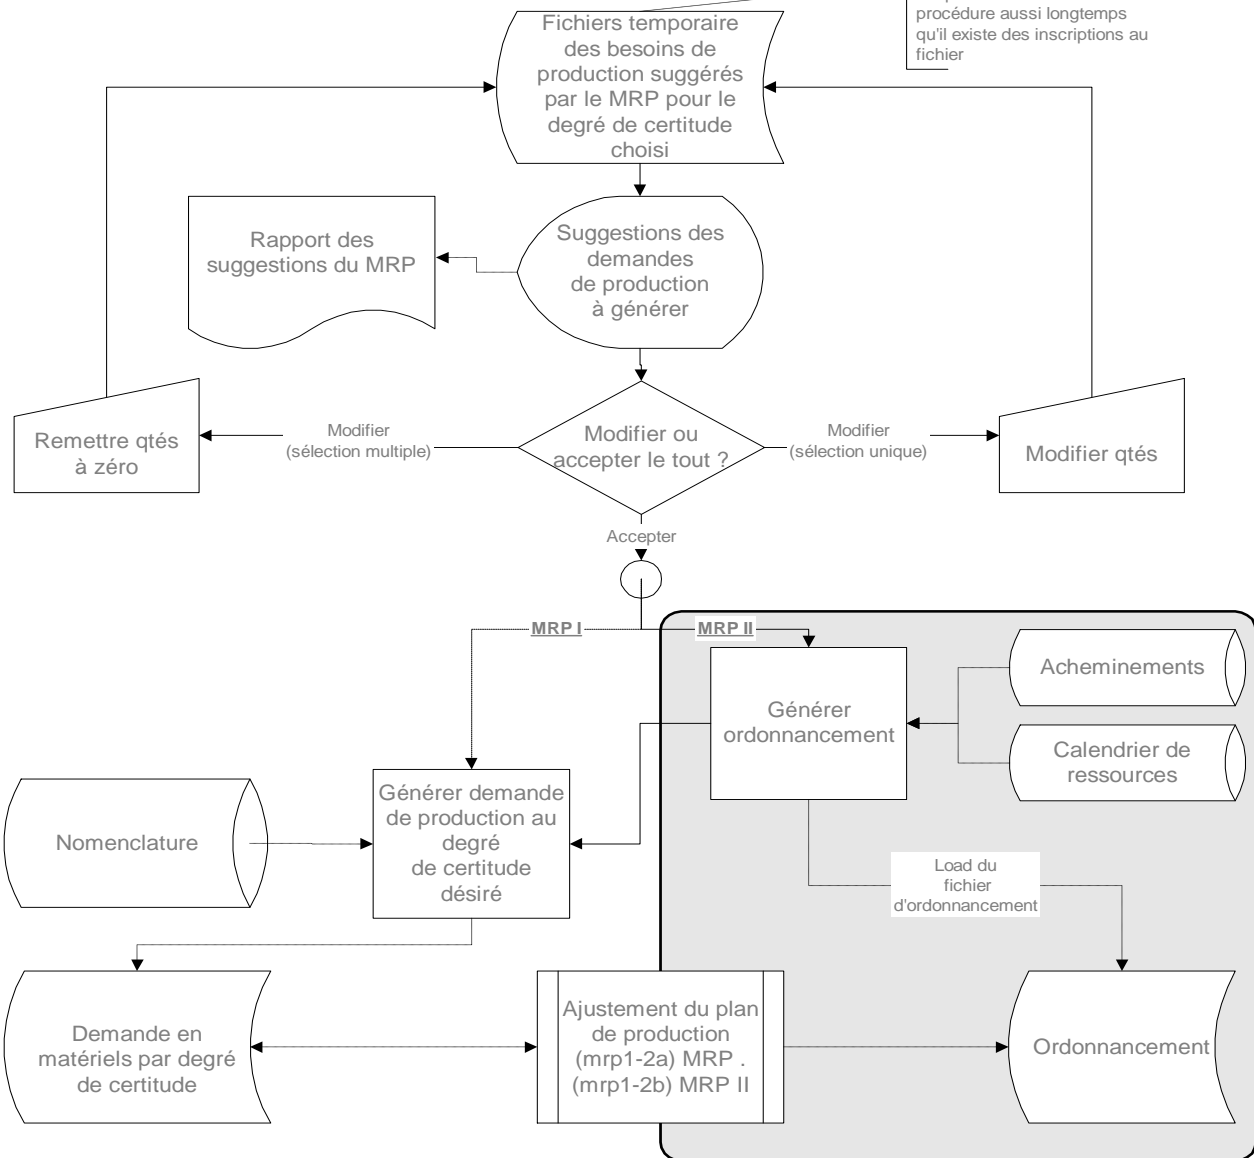 procédure aussi longtemps
qu'il existe des inscriptions au
fichier
Fichiers temporaire
des besoins de
production suggérés
par le MRP pour le
degré de certitude
choisi
Rapport des
suggestions du MRP
Suggestions des
demandes
de production
à générer
Remettre qtés
à zéro
Modifier
(sélection multiple)
Modifier ou
accepter le tout ?
Modifier
(sélection unique)
Modifier qtés
Accepter
MRP I
MRP II
Générer
ordonnancement
Acheminements
Calendrier de
ressources
Nomenclature
Générer demande
de production au
degré
de certitude
désiré
Load du
fichier
d'ordonnancement
Demande en
matériels par degré
de certitude
Ajustement du plan
de production
(mrp1-2a) MRP .
(mrp1-2b) MRP II
Ordonnancement